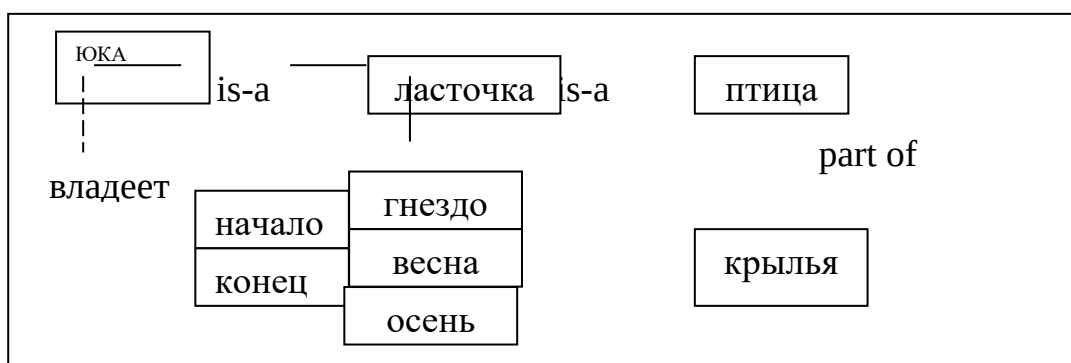 ЮКА
is-a ласточка is-a птица
part of
владеет
гнездо
начало
весна
крылья
конец
осень